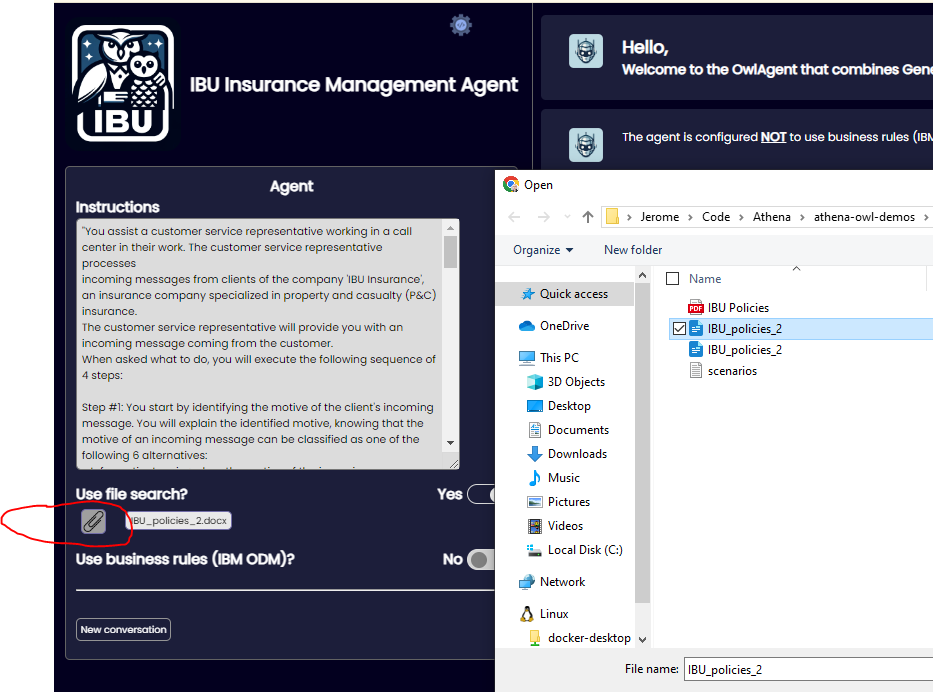 IBU
IBU Insurance Management Agent
Hello,
Welcome to the OwlAgent that combines Gene
The agent is configured NOT to use business rules (IBM
Agent
Instructions
"You assist a customer service representative working in a call
center in their work. The customer service representative
processes
incoming messages from clients of the company 'IBU Insurance',
an insurance company specialized in property and casualty (P&C)
insurance.
The customer service representative will provide you with an
incoming message coming from the customer.
When asked what to do, you will execute the following sequence of
4 steps:
Step #1: You start by identifying the motive of the client's incoming
message. You will explain the identified motive, knowing that the
motive of an incoming message can be classified as one of the
following 6 alternatives:
Use file search?
Yes
IBU_policies_2.docx
Use business rules (IBM ODM)?
No
New conversation
Open
Jerome > Code > Athena > athena-owl-demos >
Organize
New folder
Quick access
OneDrive
This PC
3D Objects
Desktop
Documents
Downloads
Music
Pictures
Videos
Local Disk (C:)
Network
Linux
docker-desktop
Name
PDF
IBU Policies
IBU_policies_2
IBU_policies_2
scenarios
File name:
IBU_policies_2